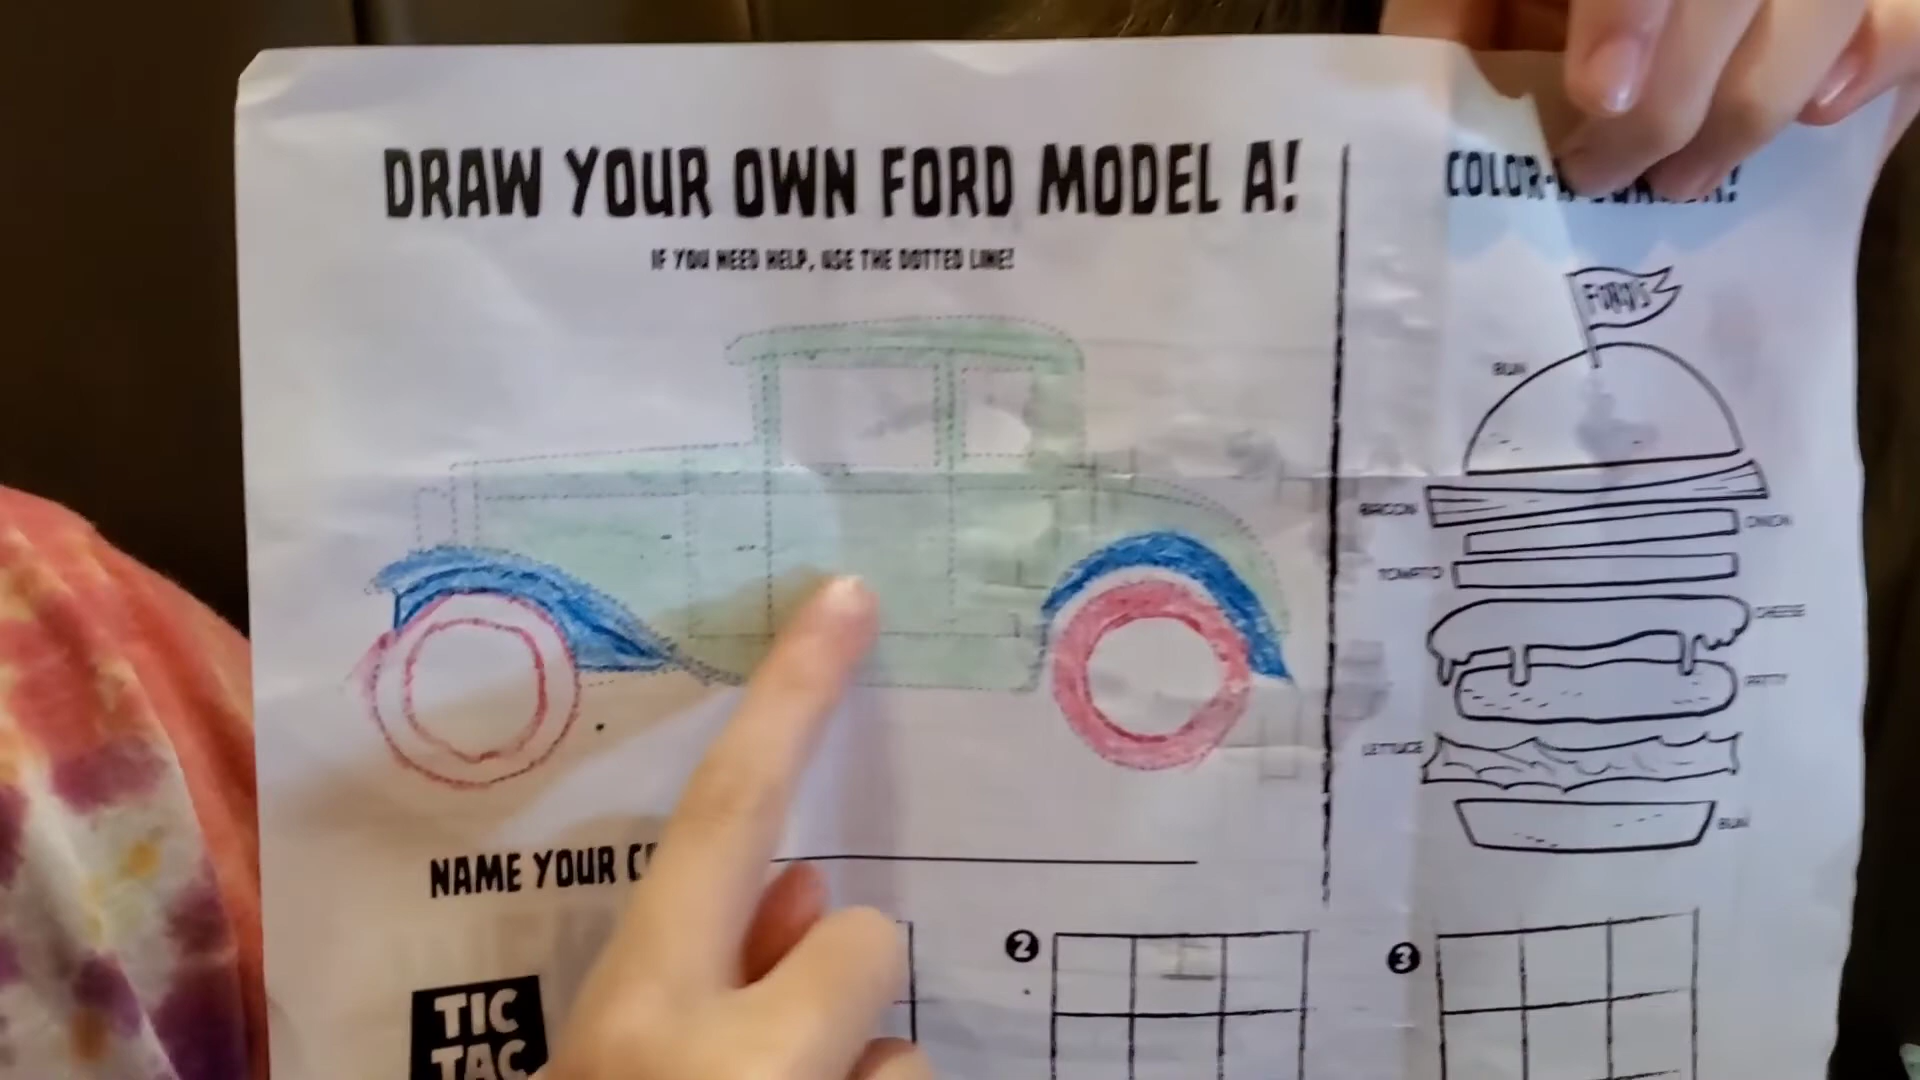 DRAW YOUR OWN FORD MODEL A!
IF YOU NEED HELP, USE THE DOTTED LINE!
NAME YOUR
TIC
TAC
2
3
FORD'S
BUN
BACON
ONION
TOMATO
CHEESE
PATTY
LETTUCE
BUN